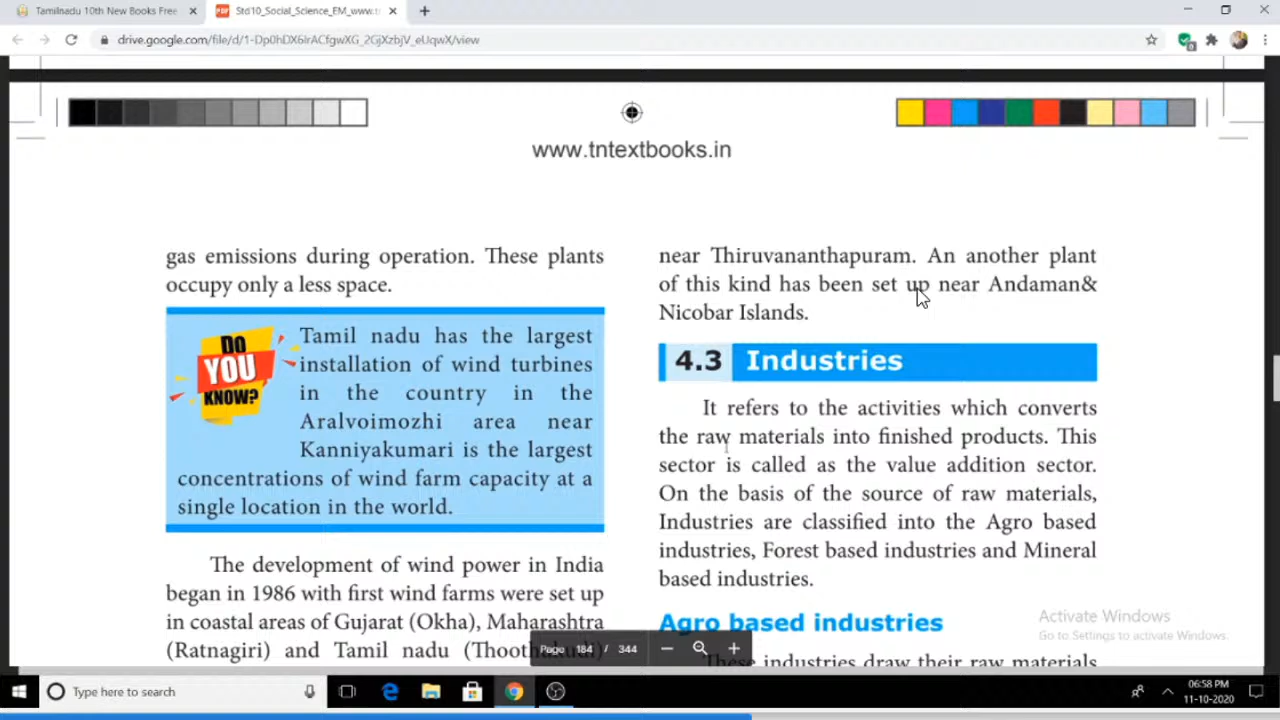 Tamilnadu 10th New Books Free
Std10_Social_Science_EM_www.t
drive.google.com/file/d/1-Dp0hDX6IrACfgwXG_2GjXzbjV_eUqwX/view
www.tntextbooks.in
gas emissions during operation. These plants
occupy only a less space.
DO
YOU
KNOW?
Tamil nadu has the largest
installation of wind turbines
in the country in the
Aralvoimozhi area near
Kanniyakumari is the largest
concentrations of wind farm capacity at a
single location in the world.
The development of wind power in India
began in 1986 with first wind farms were set up
in coastal areas of Gujarat (Okha), Maharashtra
(Ratnagiri) and Tamil nadu (Thoothukudi)
near Thiruvananthapuram. An another plant
of this kind has been set up near Andaman&
Nicobar Islands.
4.3 Industries
It refers to the activities which converts
the raw materials into finished products. This
sector is called as the value addition sector.
On the basis of the source of raw materials,
Industries are classified into the Agro based
industries, Forest based industries and Mineral
based industries.
Agro based industries
These industries draw their raw materials
Activate Windows
Go to Settings to activate Windows.
Page 184 / 344
Type here to search
06:58 PM
11-10-2020